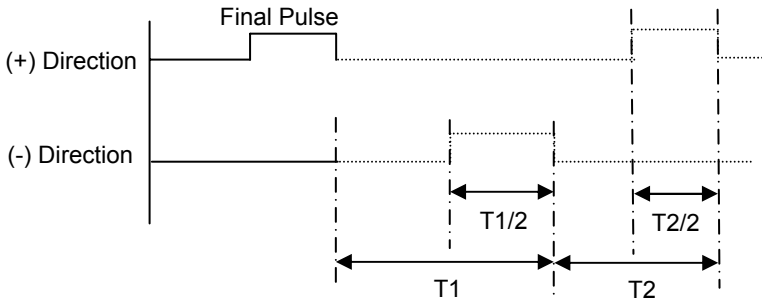 Final Pulse
(+) Direction
(-) Direction
T1/2
T2/2
T1
T2